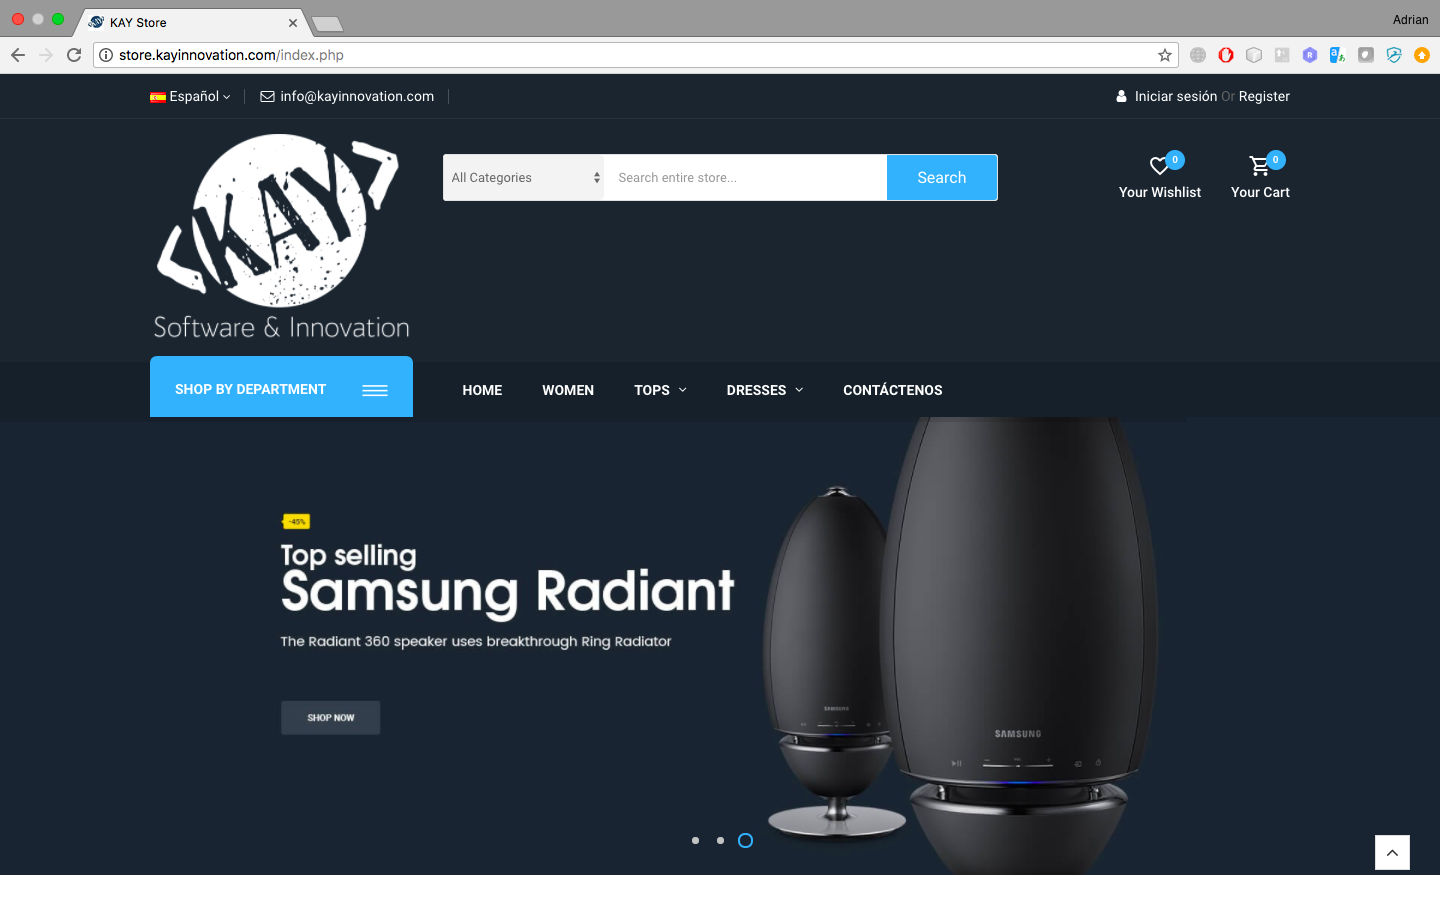 KAY Store
Adrian
store.kayinnovation.com/index.php
Español
info@kayinnovation.com
Iniciar sesión Or Register
<KAY>
Software & Innovation
All Categories
Search entire store...
Search
0
Your Wishlist
0
Your Cart
SHOP BY DEPARTMENT
HOME
WOMEN
TOPS
DRESSES
CONTÁCTENOS
-45%
Top selling
Samsung Radiant
The Radiant 360 speaker uses breakthrough Ring Radiator
SHOP NOW
SAMSUNG
SAMSUNG